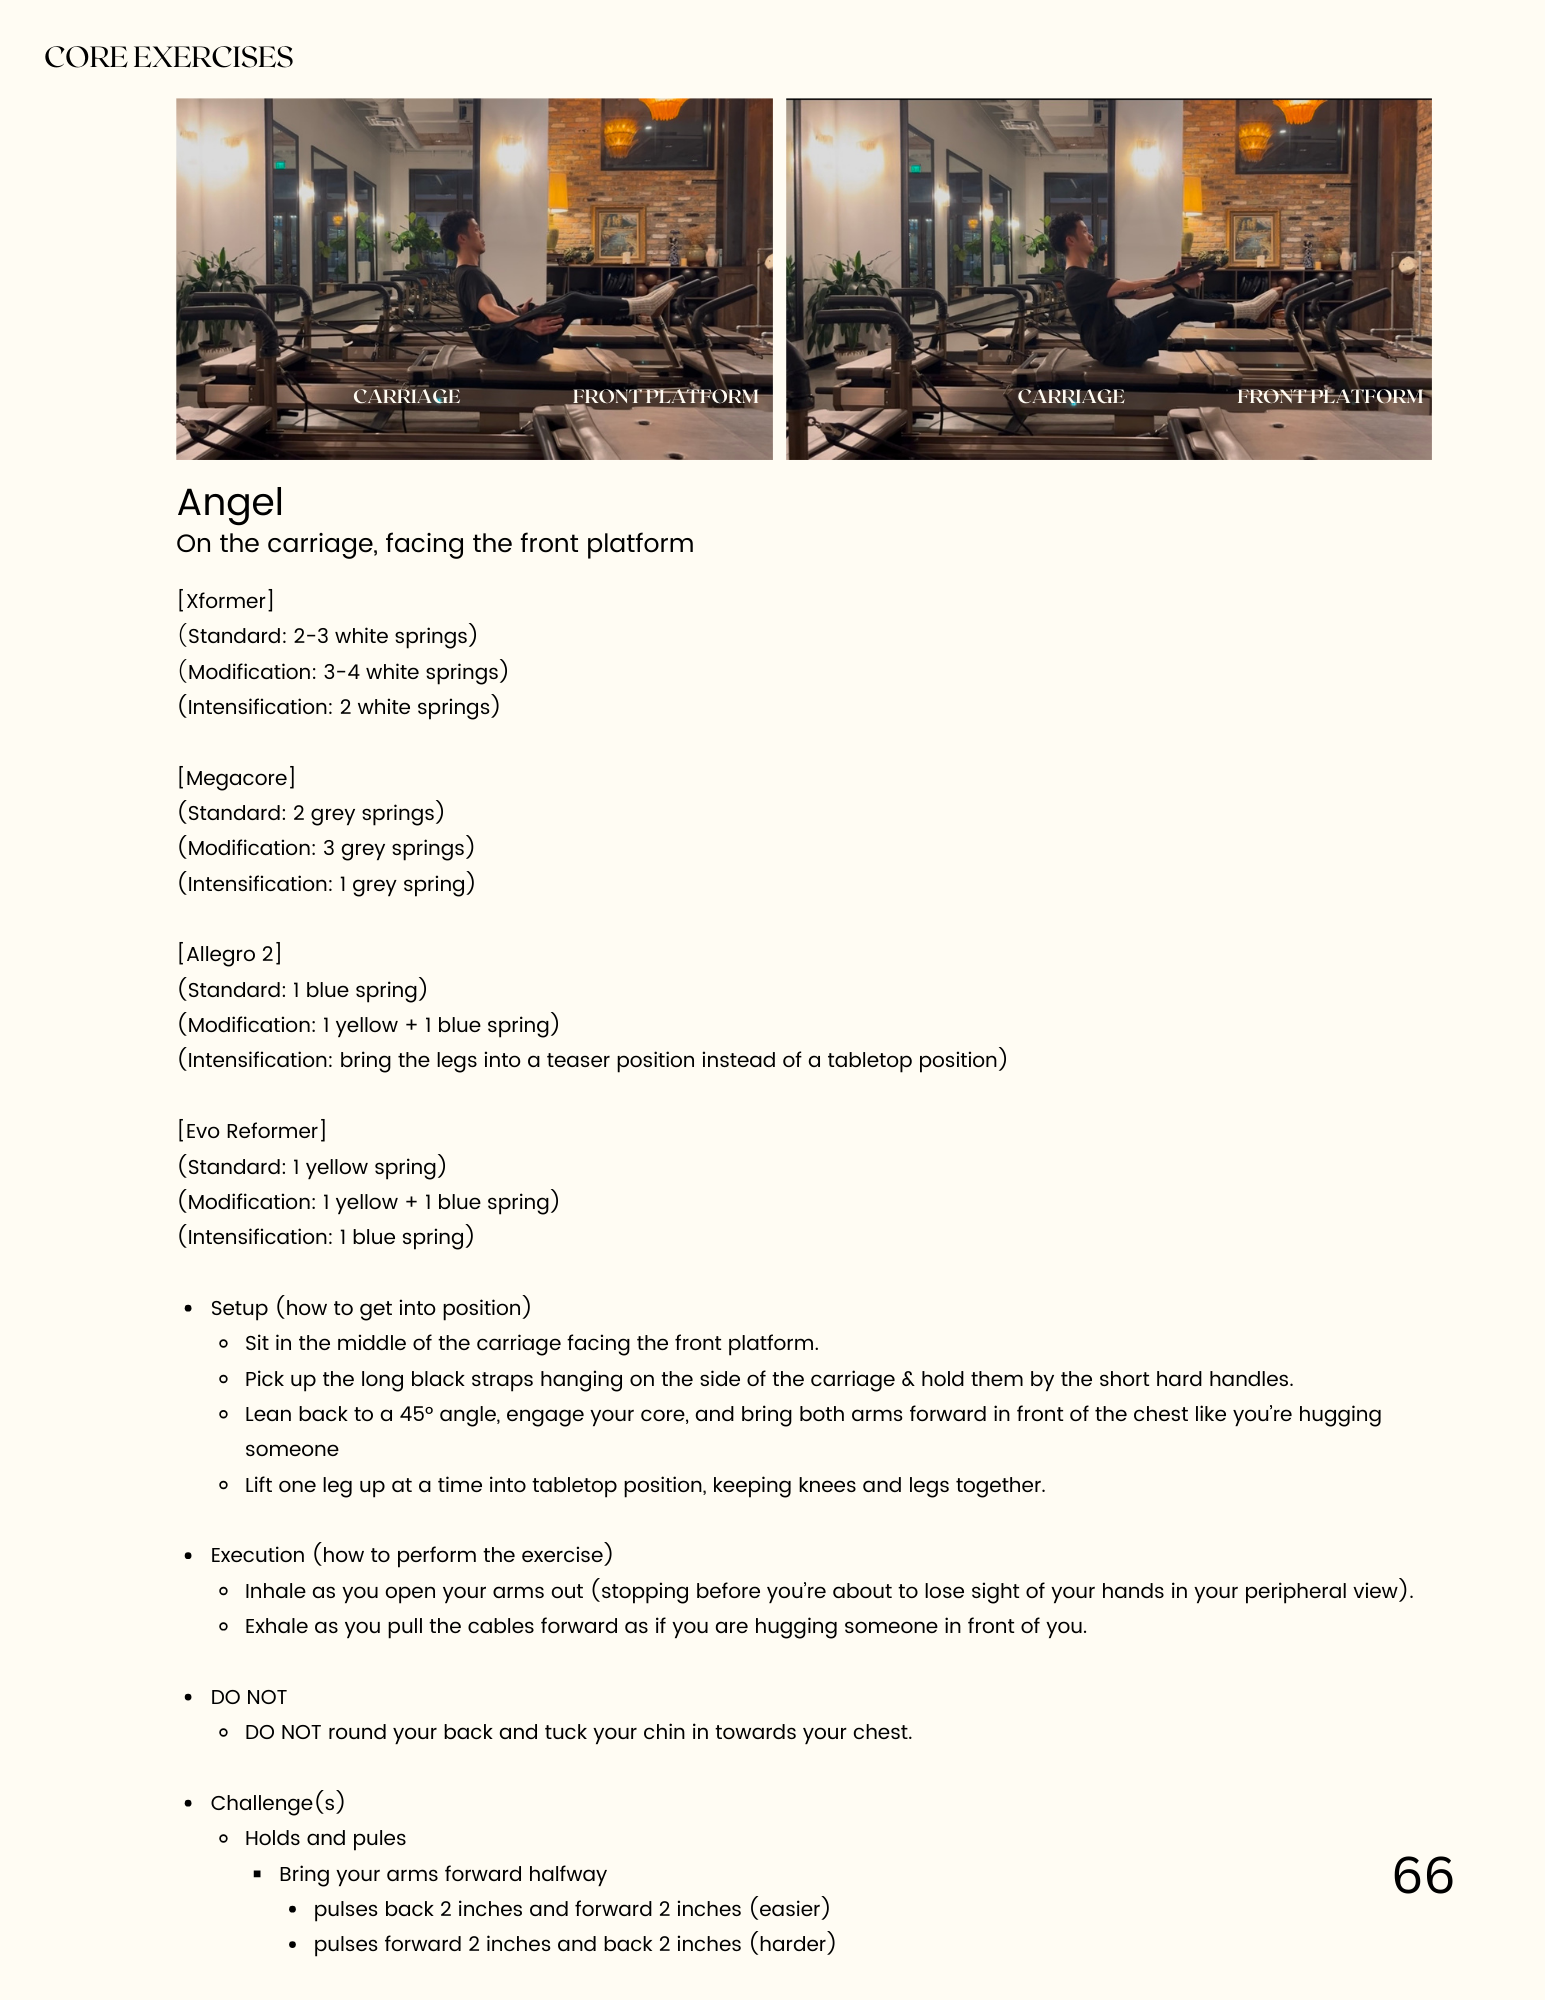 CORE EXERCISES
CARRIAGE
FRONT PLATFORM
CARRIAGE
FRONT PLATFORM
Angel
On the carriage, facing the front platform
[Xformer]
(Standard: 2-3 white springs)
(Modification: 3-4 white springs)
(Intensification: 2 white springs)
[Megacore]
(Standard: 2 grey springs)
(Modification: 3 grey springs)
(Intensification: 1 grey spring)
[Allegro 2]
(Standard: 1 blue spring)
(Modification: 1 yellow + 1 blue spring)
(Intensification: bring the legs into a teaser position instead of a tabletop position)
[Evo Reformer]
(Standard: 1 yellow spring)
(Modification: 1 yellow + 1 blue spring)
(Intensification: 1 blue spring)
• Setup (how to get into position)
◦ Sit in the middle of the carriage facing the front platform.
◦ Pick up the long black straps hanging on the side of the carriage & hold them by the short hard handles.
◦ Lean back to a 45° angle, engage your core, and bring both arms forward in front of the chest like you're hugging
someone
◦ Lift one leg up at a time into tabletop position, keeping knees and legs together.
• Execution (how to perform the exercise)
◦ Inhale as you open your arms out (stopping before you're about to lose sight of your hands in your peripheral view).
◦ Exhale as you pull the cables forward as if you are hugging someone in front of you.
• DO NOT
◦ DO NOT round your back and tuck your chin in towards your chest.
• Challenge(s)
◦ Holds and pules
▪ Bring your arms forward halfway
• pulses back 2 inches and forward 2 inches (easier)
• pulses forward 2 inches and back 2 inches (harder)
66